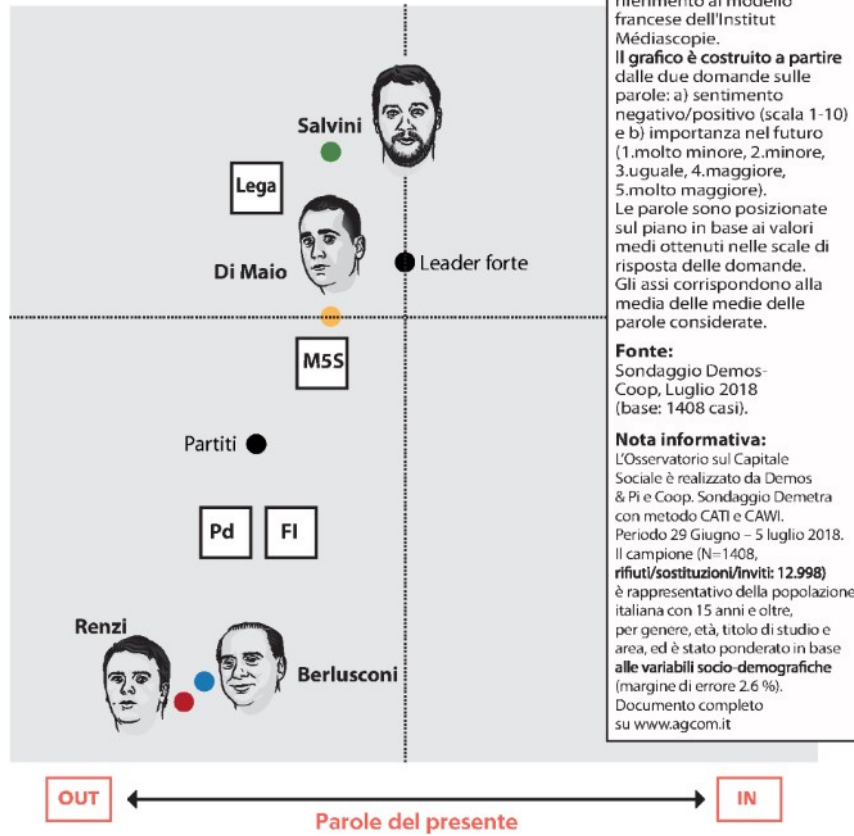 Salvini
Lega
Di Maio
Leader forte
M5S
Partiti
Pd
FI
Renzi
Berlusconi
riferimento al modello
francese dell'Institut
Médiascopie.
Il grafico è costruito a partire
dalle due domande sulle
parole: a) sentimento
negativo/positivo (scala 1-10)
e b) importanza nel futuro
(1.molto minore, 2.minore,
3.uguale, 4.maggiore,
5.molto maggiore).
Le parole sono posizionate
sul piano in base ai valori
medi ottenuti nelle scale di
risposta delle domande.
Gli assi corrispondono alla
media delle medie delle
parole considerate.
Fonte:
Sondaggio Demos-
Coop, Luglio 2018
(base: 1408 casi).
Nota informativa:
L'Osservatorio sul Capitale
Sociale è realizzato da Demos
& Pi e Coop. Sondaggio Demetra
con metodo CATI e CAWI.
Periodo 29 Giugno – 5 luglio 2018.
Il campione (N=1408,
rifiuti/sostituzioni/inviti: 12.998)
è rappresentativo della popolazione
italiana con 15 anni e oltre,
per genere, età, titolo di studio e
area, ed è stato ponderato in base
alle variabili socio-demografiche
(margine di errore 2.6 %).
Documento completo
su www.agcom.it
OUT
IN
Parole del presente